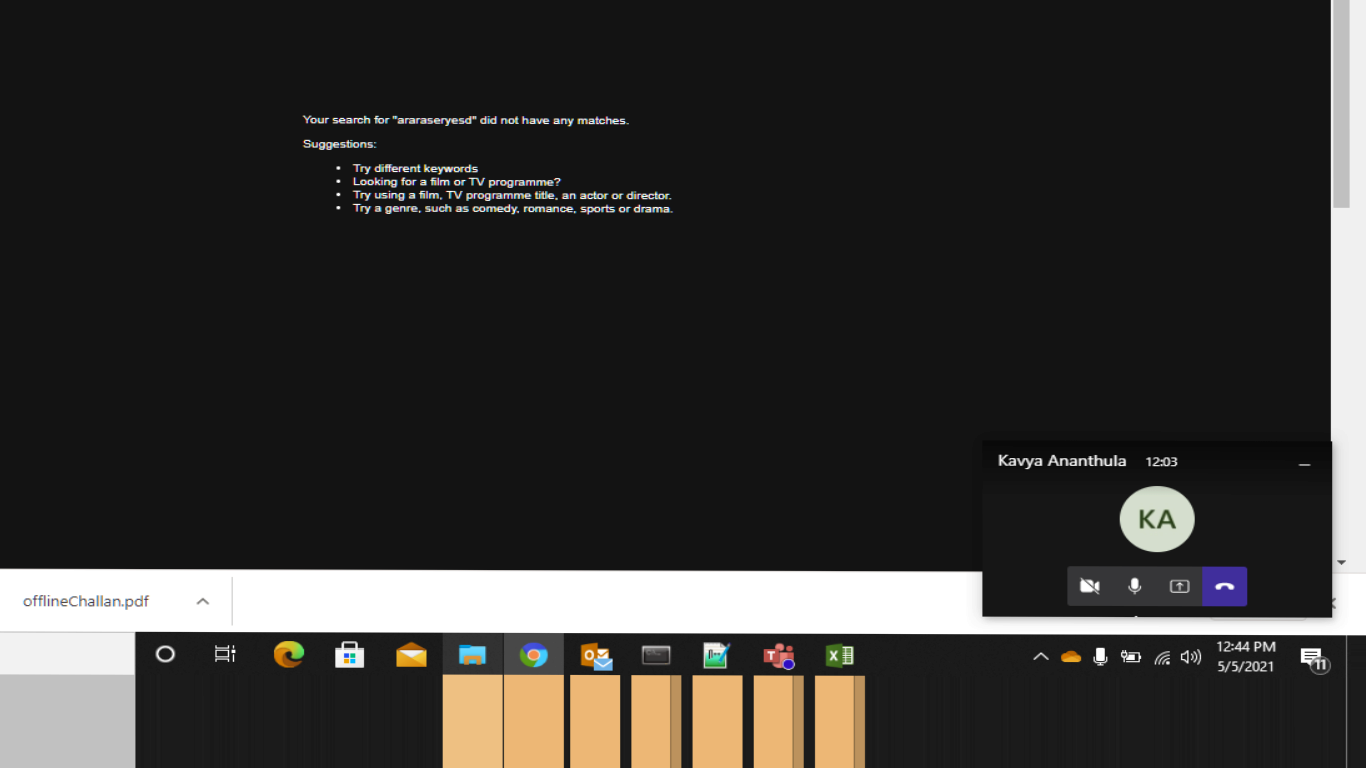 Your search for "araraseryesd" did not have any matches.
Suggestions:
• Try different keywords
• Looking for a film or TV programme?
• Try using a film, TV programme title, an actor or director.
• Try a genre, such as comedy, romance, sports or drama.
Kavya Ananthula 12:03
KA
offlineChallan.pdf
12:44 PM
5/5/2021
11